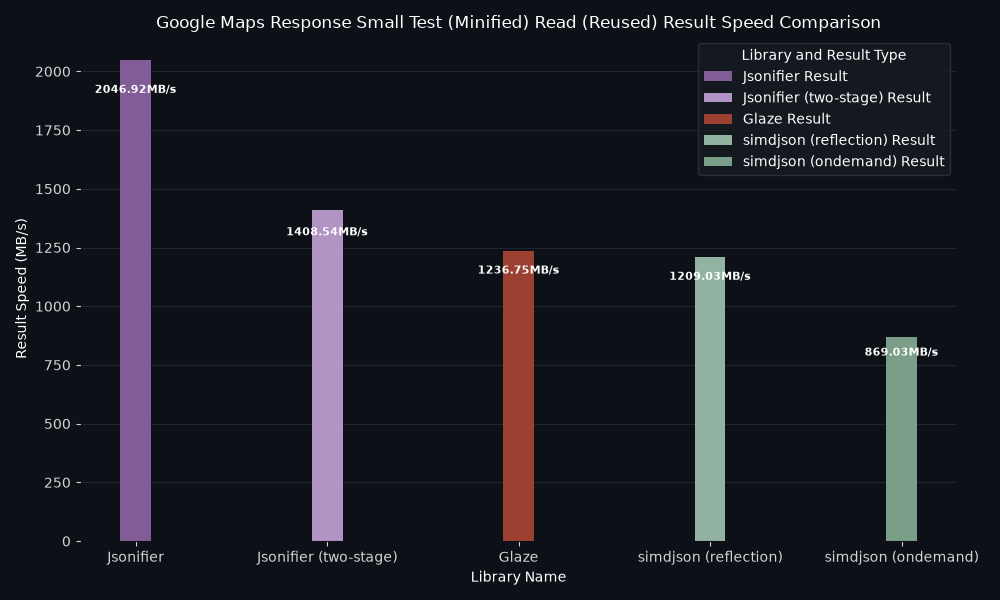 Google Maps Response Small Test (Minified) Read (Reused) Result Speed Comparison
Library and Result Type
Jsonifier Result
Jsonifier (two-stage) Result
Glaze Result
simdjson (reflection) Result
simdjson (ondemand) Result
Result Speed (MB/s)
2000
1750
1500
1250
1000
750
500
250
0
2046.92MB/s
1408.54MB/s
1236.75MB/s
1209.03MB/s
869.03MB/s
Jsonifier
Jsonifier (two-stage)
Glaze
simdjson (reflection)
simdjson (ondemand)
Library Name